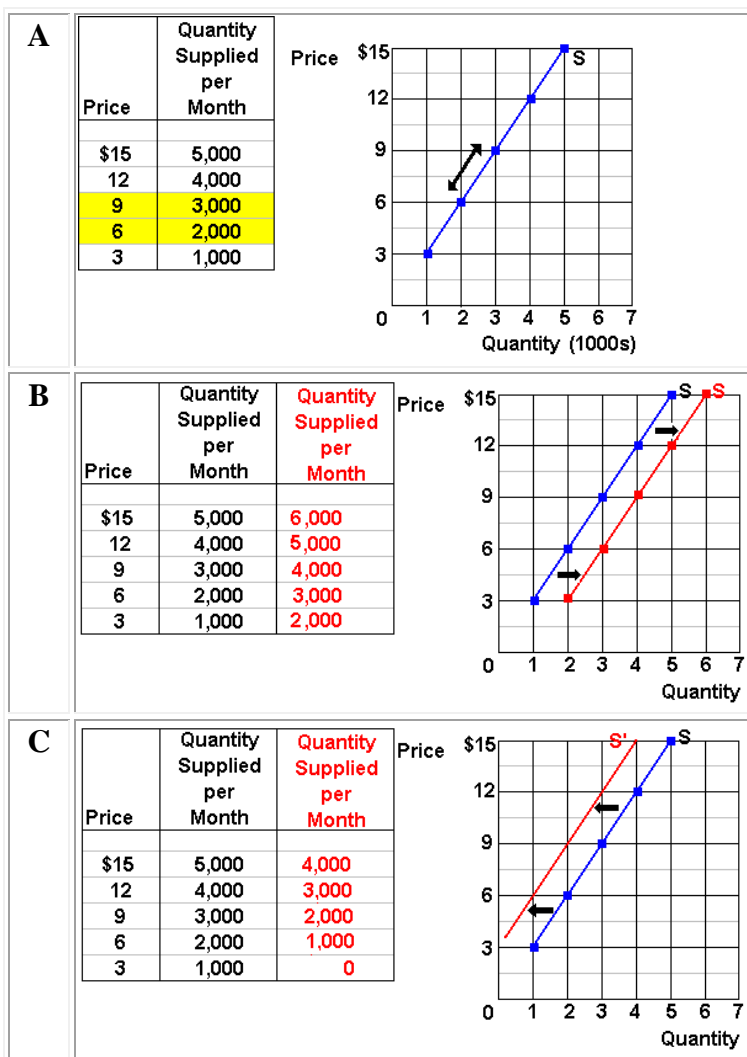 A
Quantity
Supplied
per
Price Month
$15 5,000
12 4,000
9 3,000
6 2,000
3 1,000
Price $15 S
12
9
6
3
0 1 2 3 4 5 6 7
Quantity (1000s)
B
Quantity Quantity
Supplied Supplied
per per
Price Month Month
$15 5,000 6,000
12 4,000 5,000
9 3,000 4,000
6 2,000 3,000
3 1,000 2,000
Price $15 S S
12
9
6
3
0 1 2 3 4 5 6 7
Quantity
C
Quantity Quantity
Supplied Supplied
per per
Price Month Month
$15 5,000 4,000
12 4,000 3,000
9 3,000 2,000
6 2,000 1,000
3 1,000 0
Price $15 S' S
12
9
6
3
0 1 2 3 4 5 6 7
Quantity